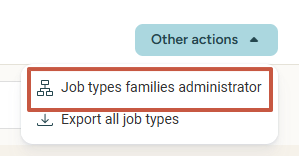 Other actions
Job types families administrator
Export all job types